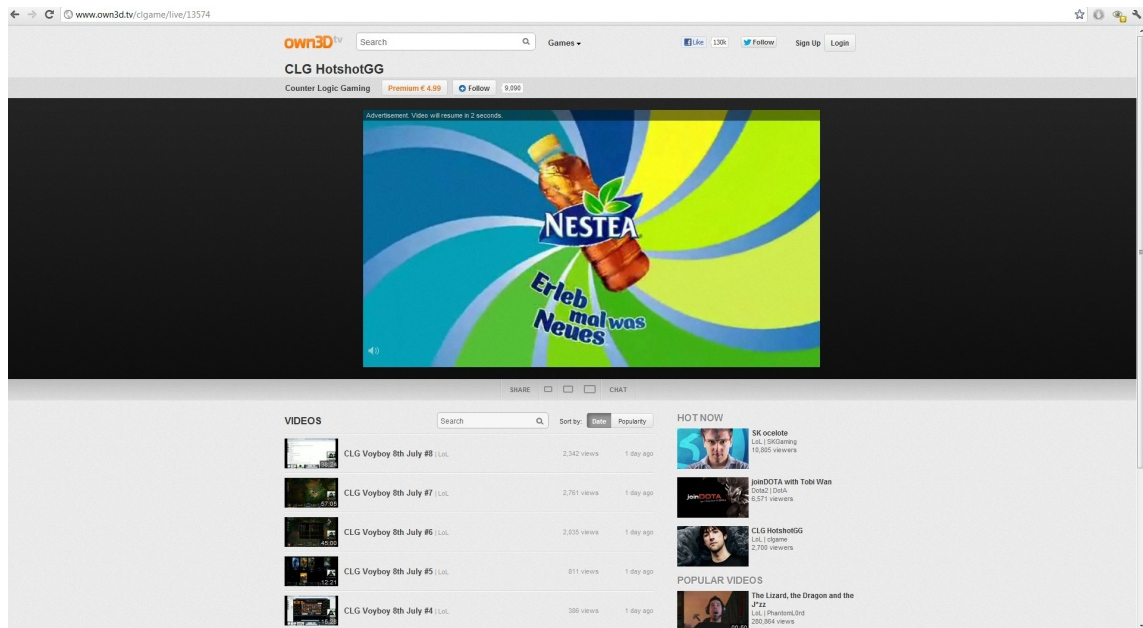 www.own3d.tv/clgame/live/13574
own3D tv
Search
Games
Like
130k
Follow
Sign Up
Login
CLG HotshotGG
Counter Logic Gaming
Premium € 4.99
Follow
9,090
Advertisement. Video will resume in 2 seconds.
NESTEA
Erleb
mal was
Neues
SHARE
CHAT
VIDEOS
Search
Sort by:
Date
Popularity
CLG Voyboy 8th July #8 | LoL
2,342 views
1 day ago
CLG Voyboy 8th July #7 | LoL
2,761 views
1 day ago
57:05
CLG Voyboy 8th July #6 | LoL
2,035 views
1 day ago
45:00
CLG Voyboy 8th July #5 | LoL
811 views
1 day ago
12:21
CLG Voyboy 8th July #4 | LoL
386 views
1 day ago
HOT NOW
SK ocelote
LoL | SKGaming
10,805 viewers
joinDOTA
joinDOTA with Tobi Wan
Dota2 | DotA
6,571 viewers
CLG HotshotGG
LoL | clgame
2,700 viewers
POPULAR VIDEOS
The Lizard, the Dragon and the
J*zz
LoL | PhantomL0rd
280,864 views